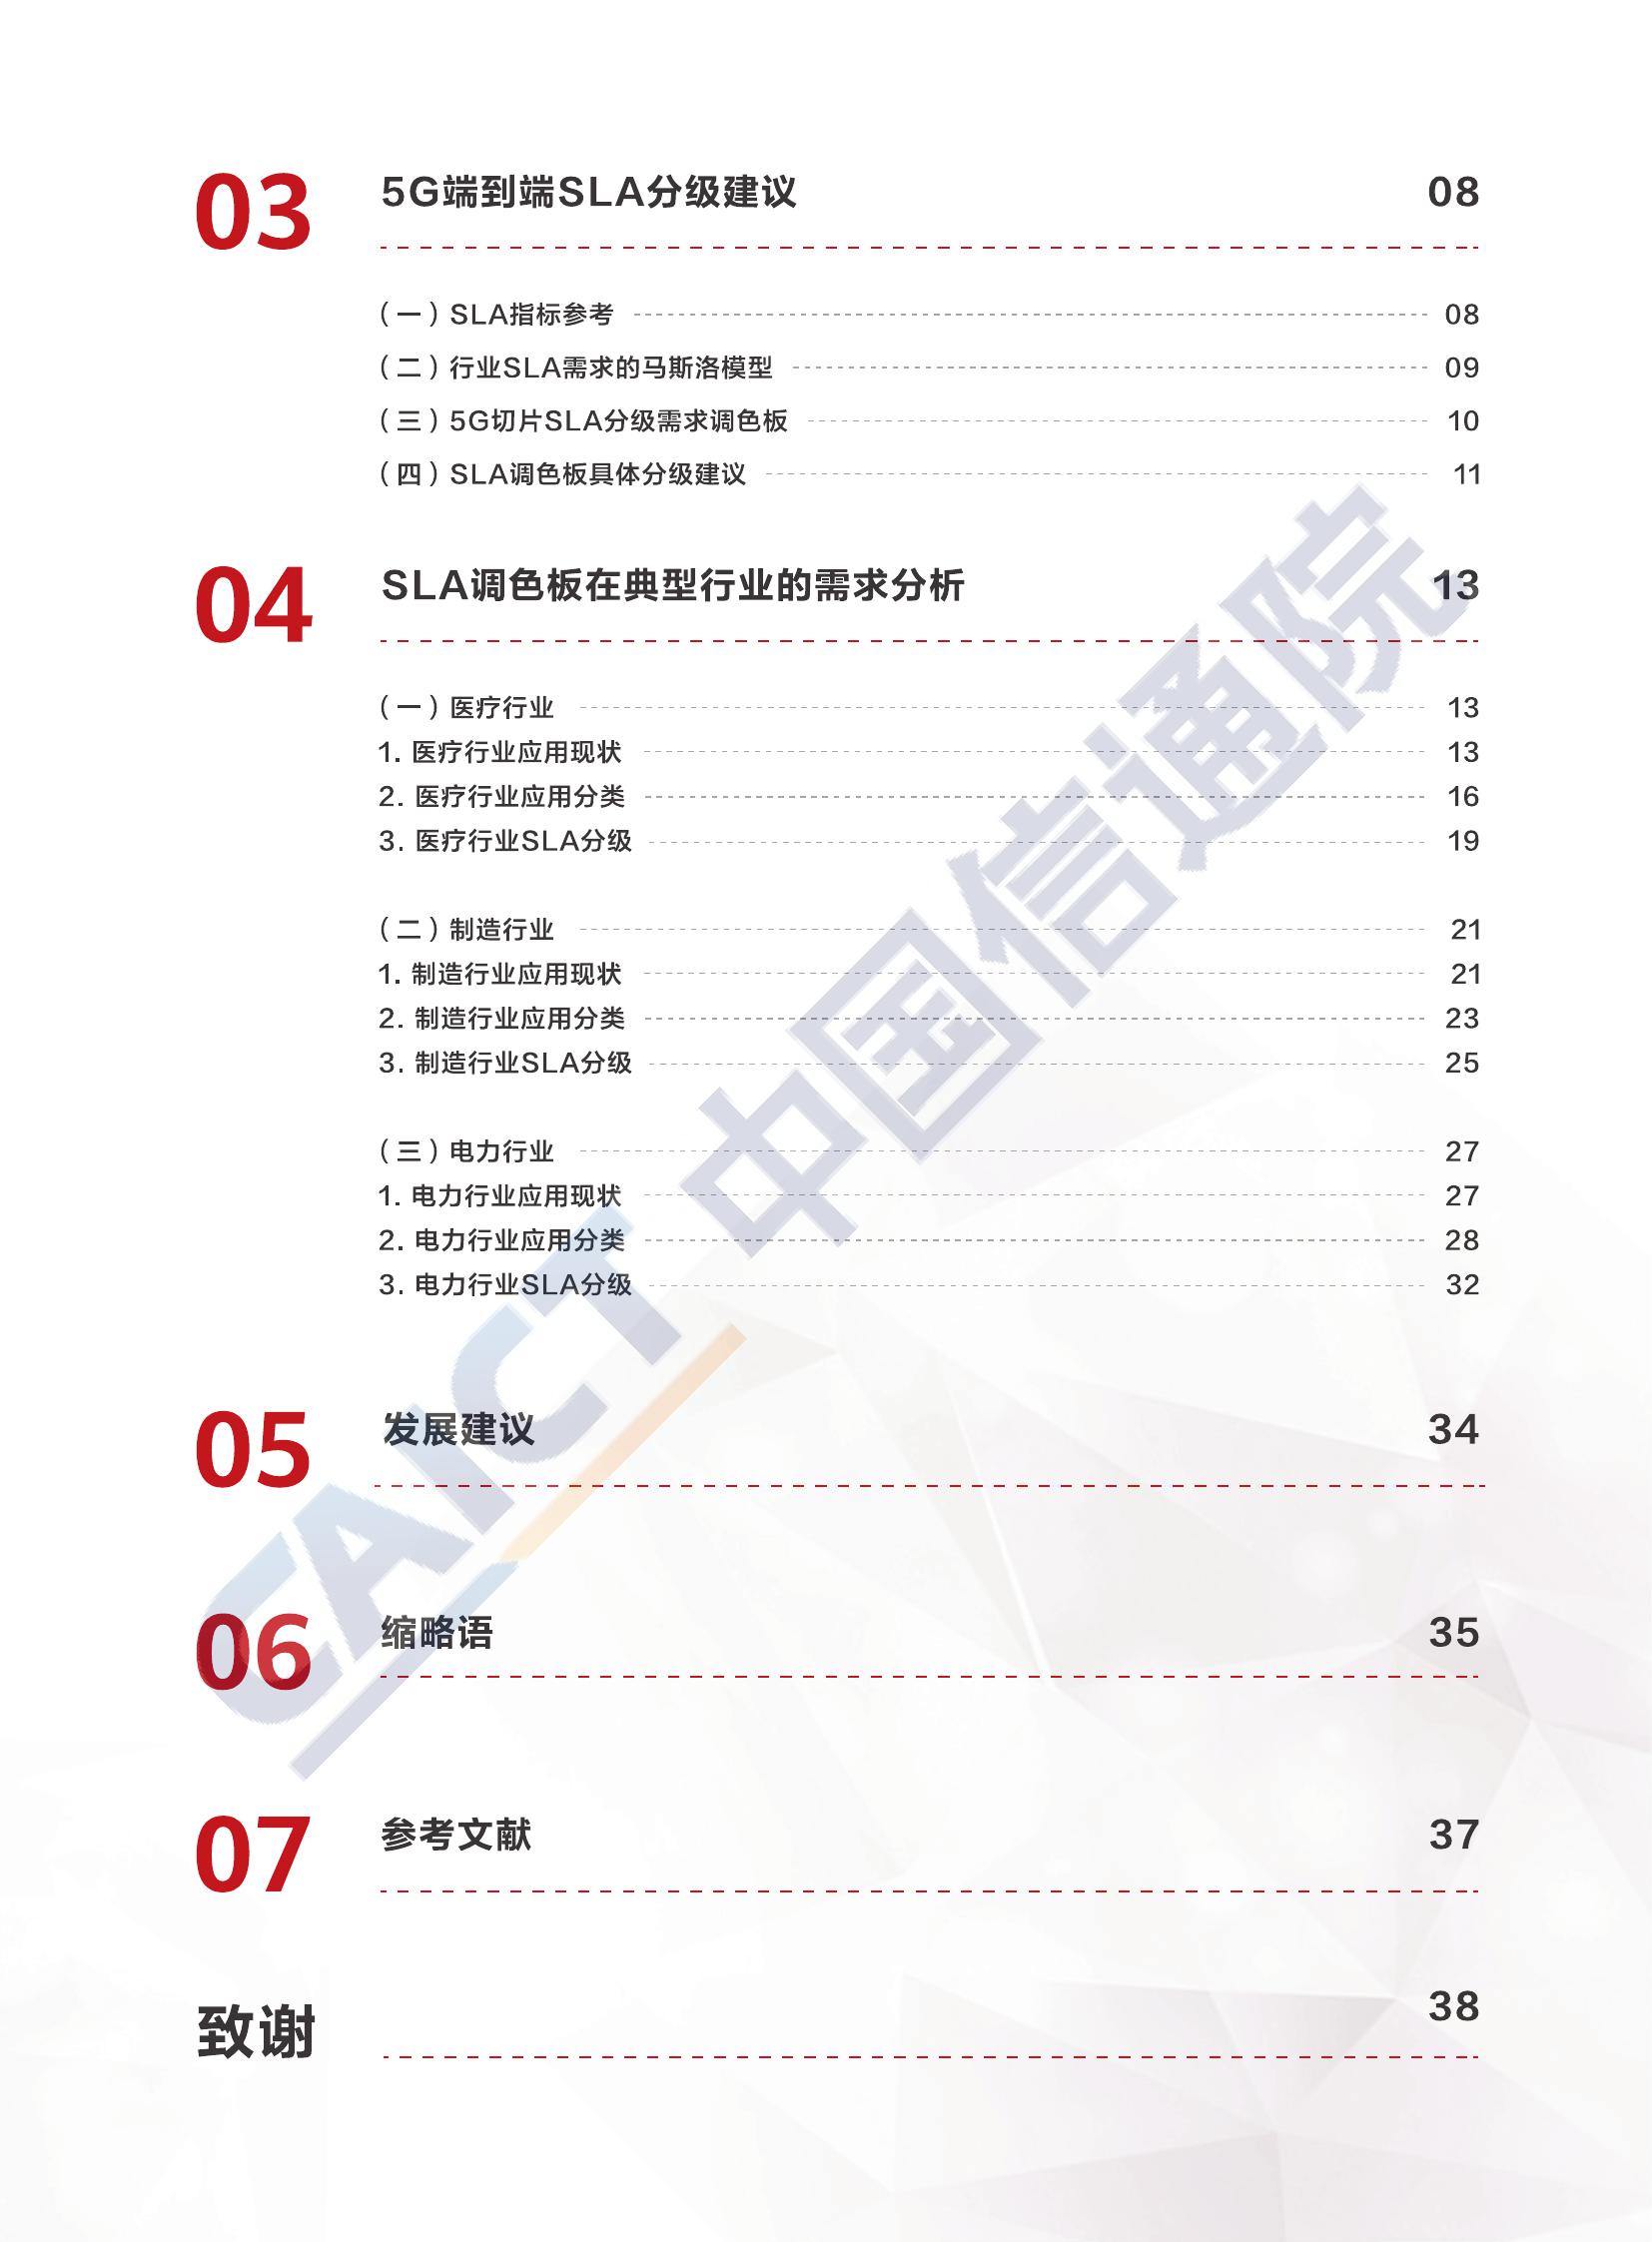 03 5G端到端SLA分级建议 08
（一）SLA指标参考 08
（二）行业SLA需求的马斯洛模型 09
（三）5G切片SLA分级需求调色板 10
（四）SLA调色板具体分级建议 11
04 SLA调色板在典型行业的需求分析 13
（一）医疗行业 13
1. 医疗行业应用现状 13
2. 医疗行业应用分类 16
3. 医疗行业SLA分级 19
（二）制造行业 21
1. 制造行业应用现状 21
2. 制造行业应用分类 23
3. 制造行业SLA分级 25
（三）电力行业 27
1. 电力行业应用现状 27
2. 电力行业应用分类 28
3. 电力行业SLA分级 32
05 发展建议 34
06 缩略语 35
07 参考文献 37
致谢 38
CAICT 中国信通院